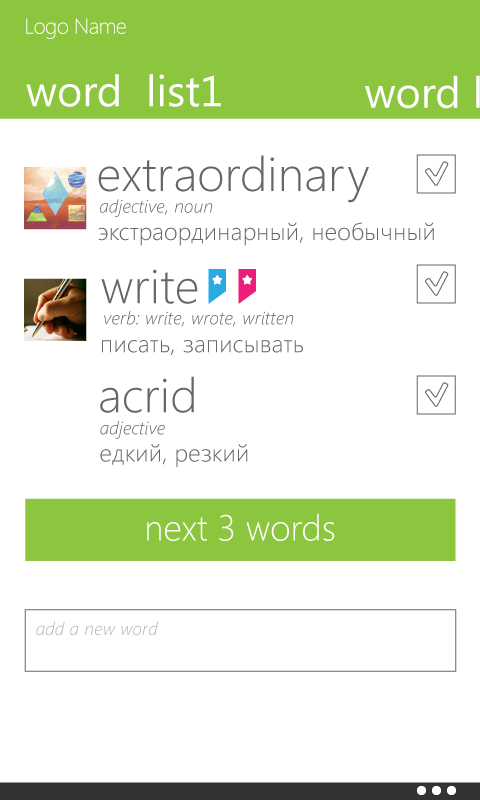 Logo Name
word list1 word l
extraordinary
adjective, noun
экстраординарный, необычный
write
verb: write, wrote, written
писать, записывать
acrid
adjective
едкий, резкий
next 3 words
add a new word